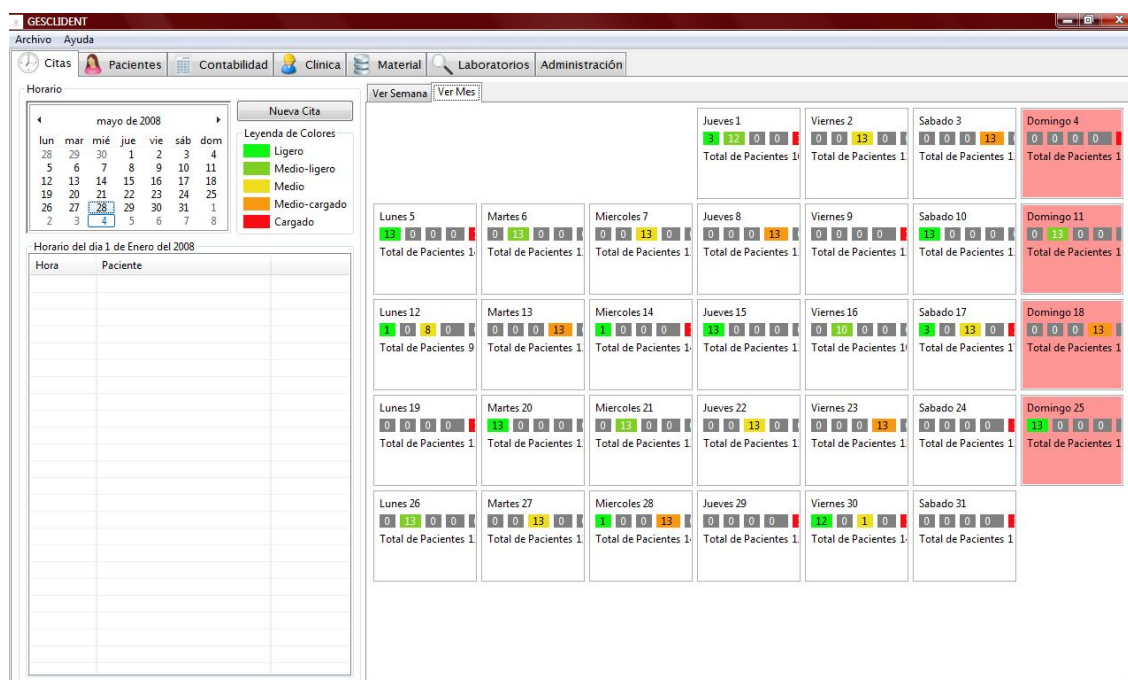 GESCLIDENT
Archivo Ayuda
Citas Pacientes Contabilidad Clínica Material Laboratorios Administración
Horario
mayo de 2008
lun mar mié jue vie sáb dom
28 29 30 1 2 3 4
5 6 7 8 9 10 11
12 13 14 15 16 17 18
19 20 21 22 23 24 25
26 27 28 29 30 31 1
2 3 4 5 6 7 8
Nueva Cita
Leyenda de Colores
Ligero
Medio-ligero
Medio
Medio-cargado
Cargado
Horario del dia 1 de Enero del 2008
Hora Paciente
Ver Semana Ver Mes
Jueves 1 Viernes 2 Sabado 3 Domingo 4
3 12 0 0 0 0 13 0 0 0 0 13 0 0 0 0
Total de Pacientes Total de Pacientes Total de Pacientes Total de Pacientes
Lunes 5 Martes 6 Miercoles 7 Jueves 8 Viernes 9 Sabado 10 Domingo 11
13 0 0 0 0 13 0 0 0 0 13 0 0 0 0 13 0 0 0 0 13 0 0 0 0 13 0 0
Total de Pacientes Total de Pacientes Total de Pacientes Total de Pacientes Total de Pacientes Total de Pacientes Total de Pacientes
Lunes 12 Martes 13 Miercoles 14 Jueves 15 Viernes 16 Sabado 17 Domingo 18
1 0 8 0 0 0 0 13 1 0 0 0 13 0 0 0 0 10 0 0 3 0 13 0 0 0 0 13
Total de Pacientes 9 Total de Pacientes Total de Pacientes Total de Pacientes Total de Pacientes Total de Pacientes Total de Pacientes
Lunes 19 Martes 20 Miercoles 21 Jueves 22 Viernes 23 Sabado 24 Domingo 25
0 0 0 0 13 0 0 0 0 13 0 0 0 0 13 0 0 0 0 13 0 0 0 0 13 0 0 0
Total de Pacientes Total de Pacientes Total de Pacientes Total de Pacientes Total de Pacientes Total de Pacientes Total de Pacientes
Lunes 26 Martes 27 Miercoles 28 Jueves 29 Viernes 30 Sabado 31
0 13 0 0 0 0 13 0 1 0 0 13 0 0 0 0 12 0 1 0 0 0 0 0
Total de Pacientes Total de Pacientes Total de Pacientes Total de Pacientes Total de Pacientes Total de Pacientes